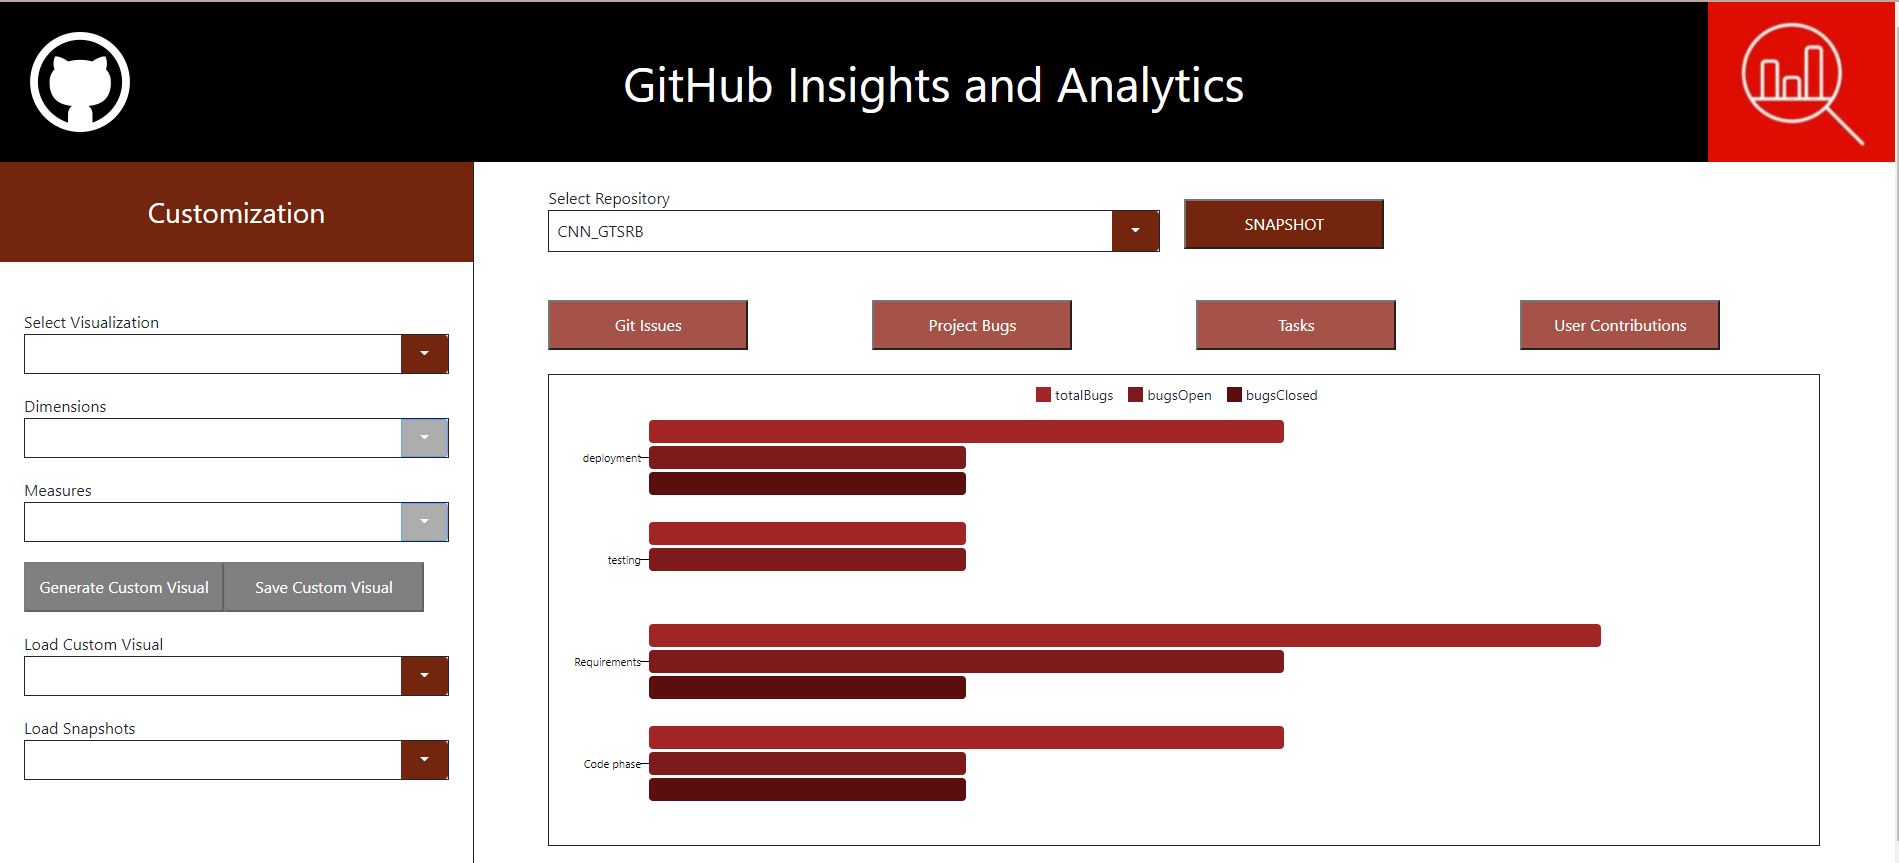 GitHub Insights and Analytics
Customization
Select Visualization
Dimensions
Measures
Generate Custom Visual
Save Custom Visual
Load Custom Visual
Load Snapshots
Select Repository
CNN_GTSRB
SNAPSHOT
Git Issues
Project Bugs
Tasks
User Contributions
totalBugs
bugsOpen
bugsClosed
deployment
testing
Requirements
Code phase